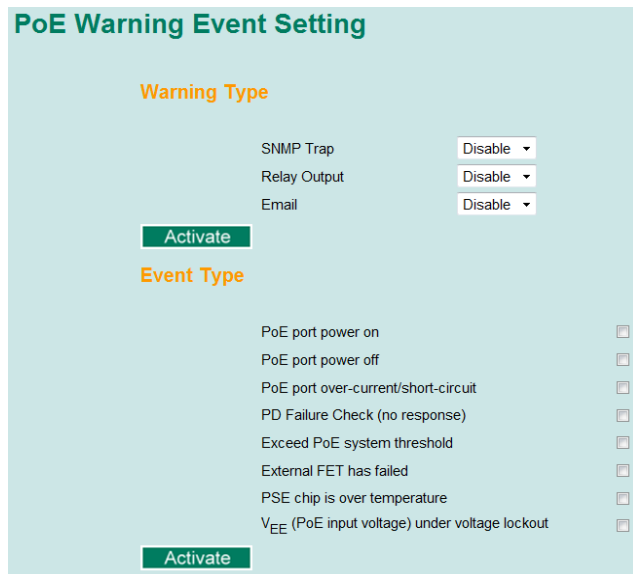 PoE Warning Event Setting
Warning Type
SNMP Trap Disable
Relay Output Disable
Email Disable
Activate
Event Type
PoE port power on
PoE port power off
PoE port over-current/short-circuit
PD Failure Check (no response)
Exceed PoE system threshold
External FET has failed
PSE chip is over temperature
VEE (PoE input voltage) under voltage lockout
Activate